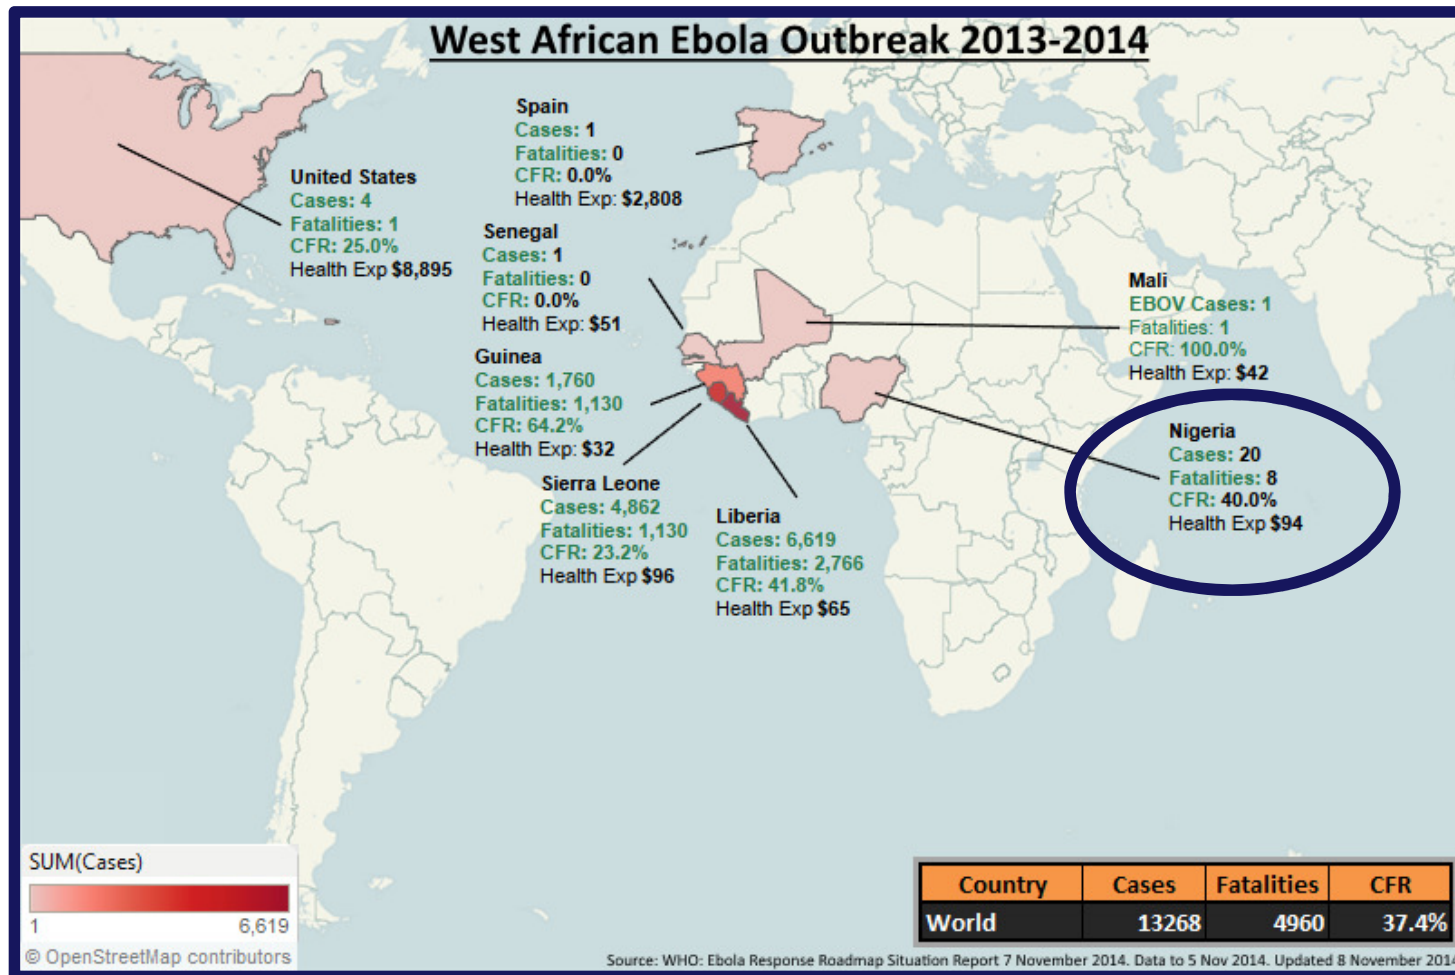 West African Ebola Outbreak 2013-2014
Spain
Cases: 1
Fatalities: 0
CFR: 0.0%
Health Exp: $2,808
United States
Cases: 4
Fatalities: 1
CFR: 25.0%
Health Exp $8,895
Senegal
Cases: 1
Fatalities: 0
CFR: 0.0%
Health Exp: $51
Mali
EBOV Cases: 1
Fatalities: 1
CFR: 100.0%
Health Exp: $42
Guinea
Cases: 1,760
Fatalities: 1,130
CFR: 64.2%
Health Exp: $32
Nigeria
Cases: 20
Fatalities: 8
CFR: 40.0%
Health Exp $94
Sierra Leone
Cases: 4,862
Fatalities: 1,130
CFR: 23.2%
Health Exp $96
Liberia
Cases: 6,619
Fatalities: 2,766
CFR: 41.8%
Health Exp $65
SUM(Cases)
1 6,619
© OpenStreetMap contributors
Country Cases Fatalities CFR
World 13268 4960 37.4%
Source: WHO: Ebola Response Roadmap Situation Report 7 November 2014. Data to 5 Nov 2014. Updated 8 November 2014